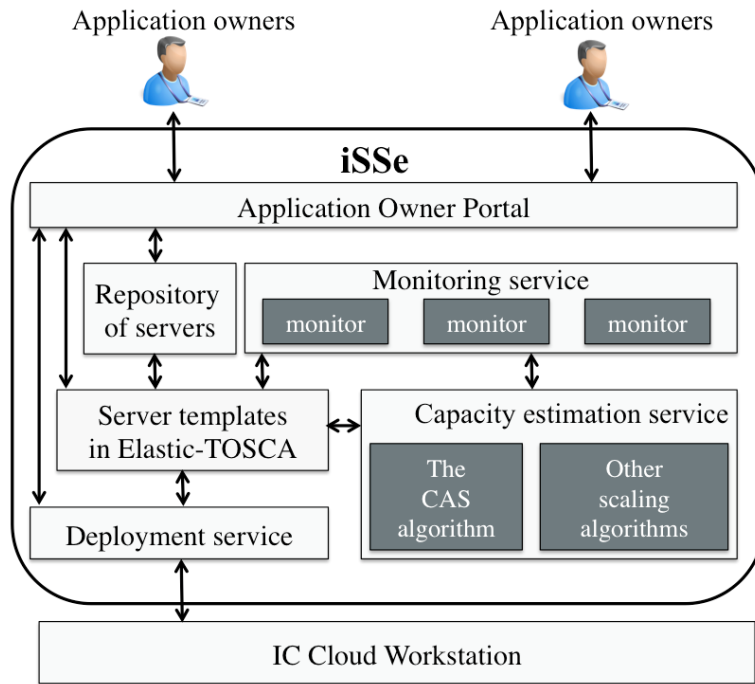 Application owners
Application owners
iSSe
Application Owner Portal
Repository
of servers
Monitoring service
monitor
monitor
monitor
Server templates
in Elastic-TOSCA
Capacity estimation service
The
CAS
algorithm
Other
scaling
algorithms
Deployment service
IC Cloud Workstation